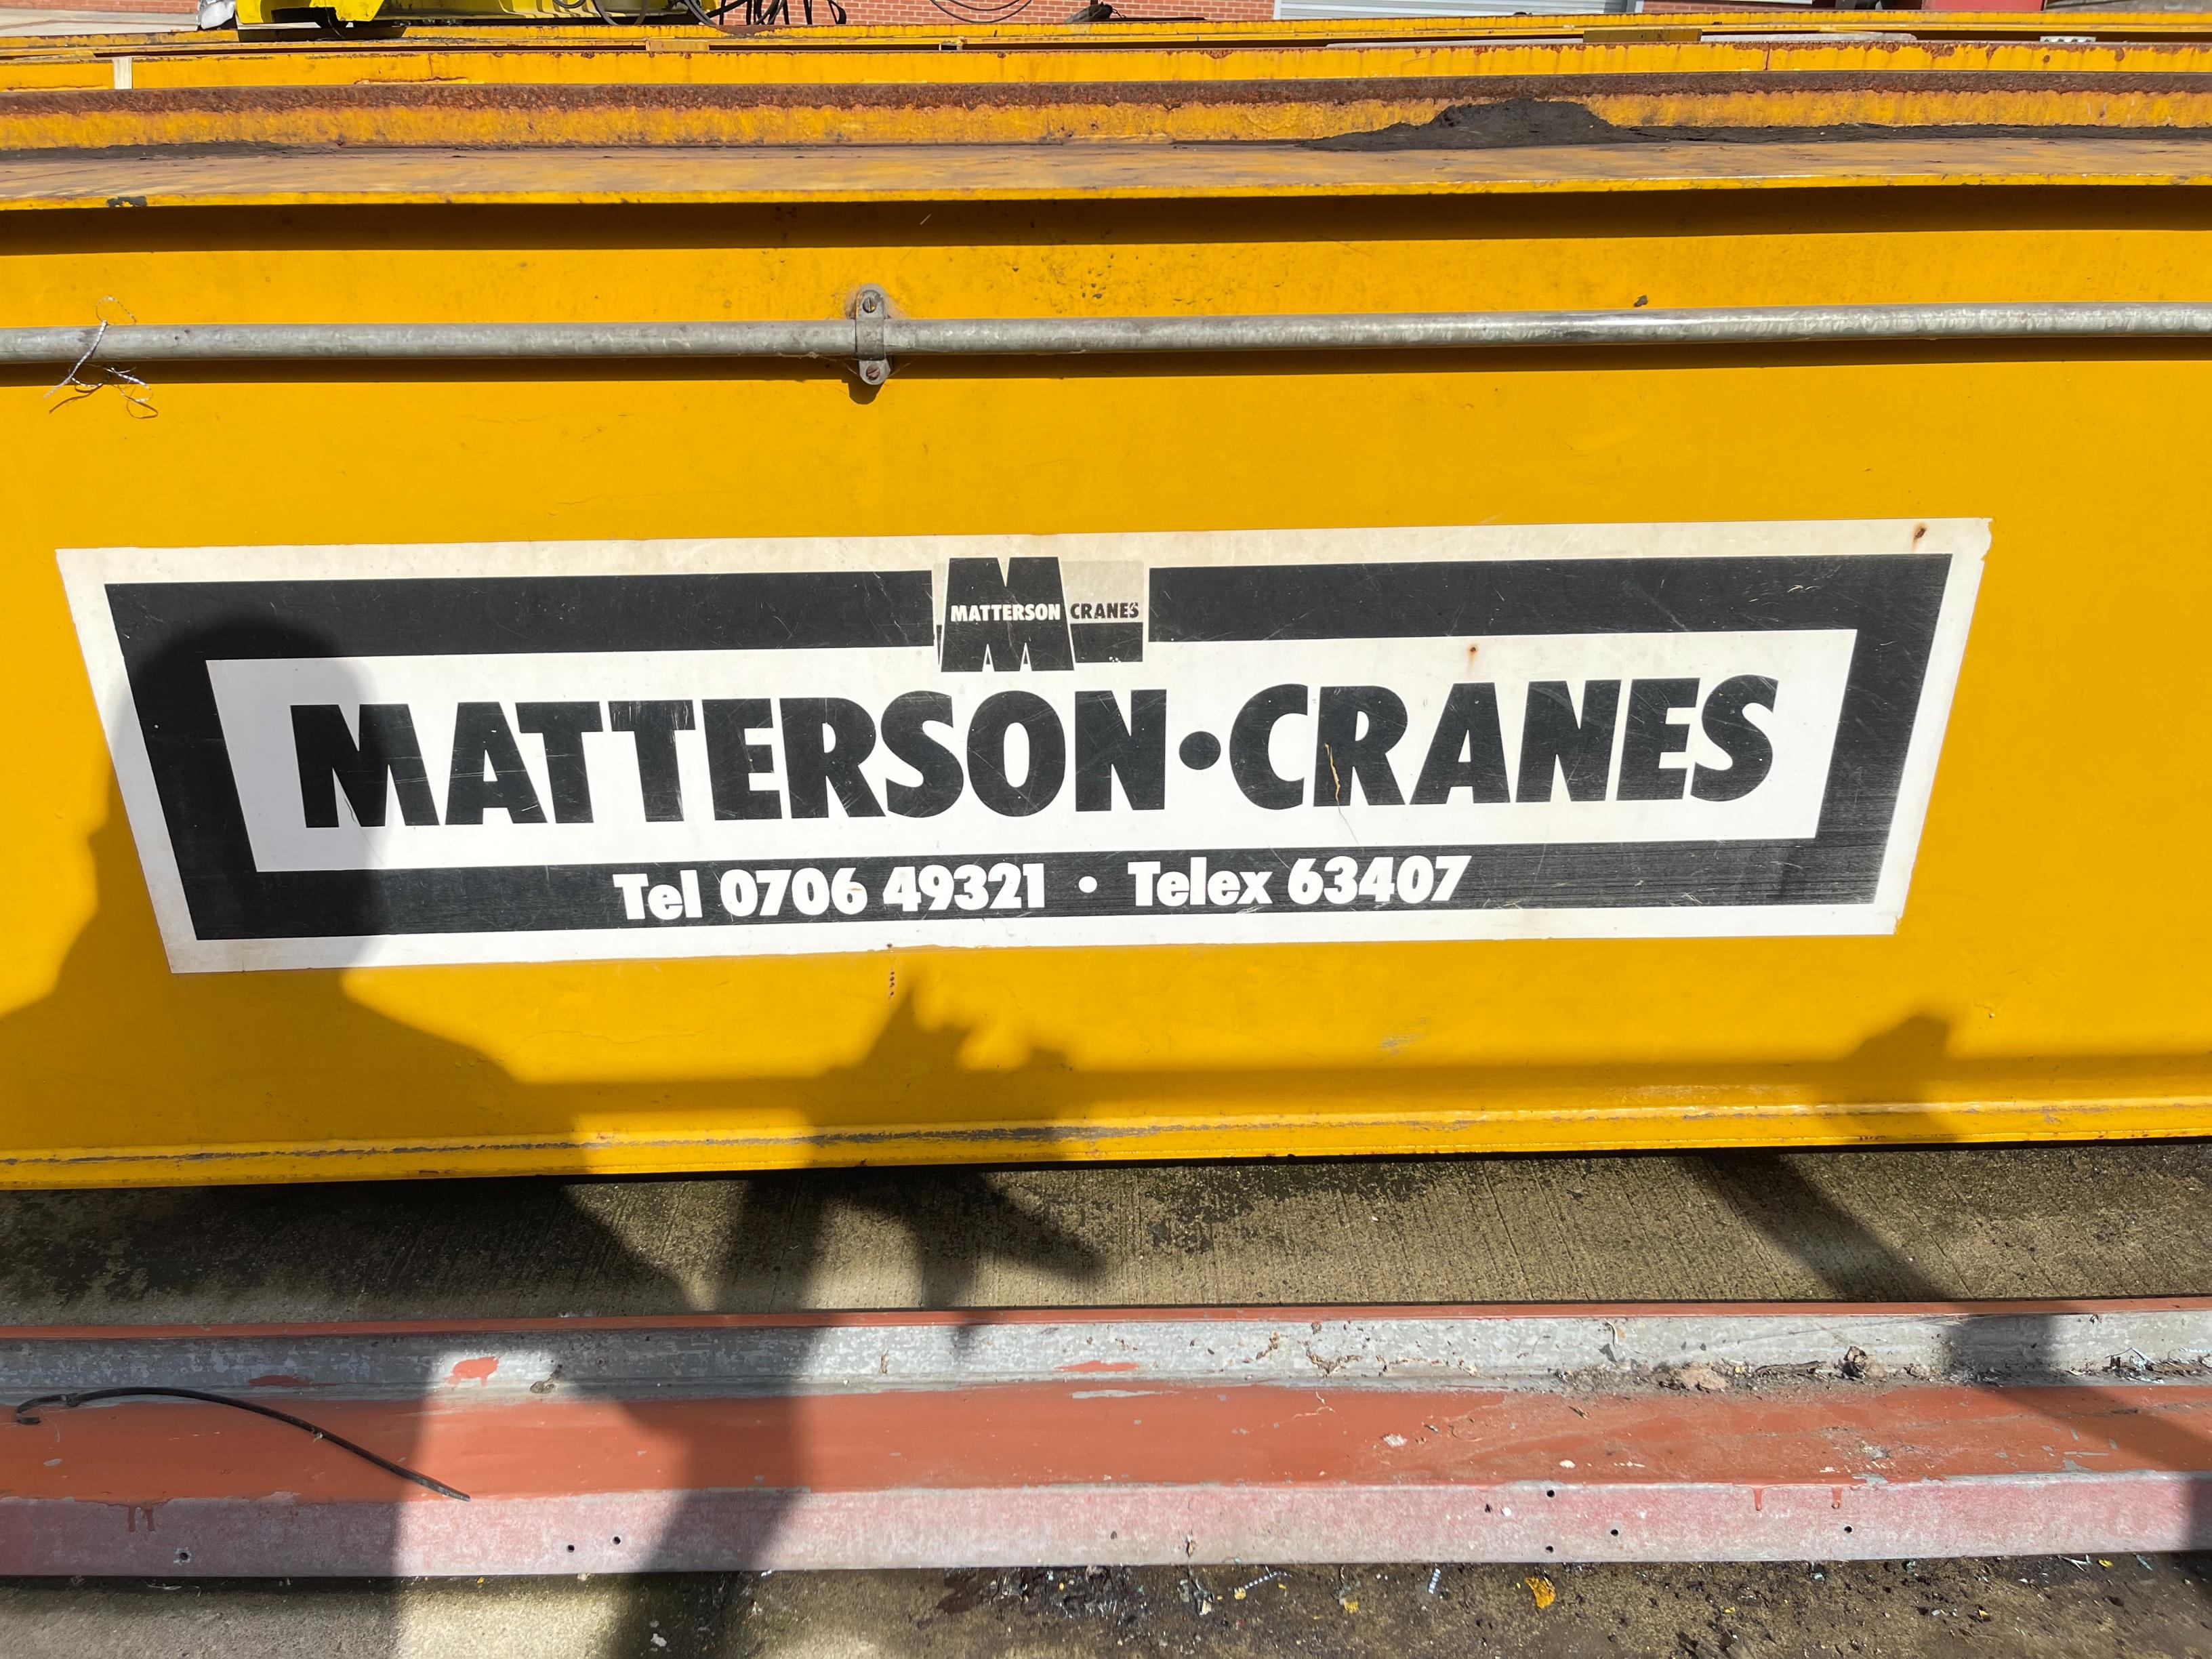 MATTERSON CRANES
MATTERSON•CRANES
Tel 0706 49321 • Telex 63407